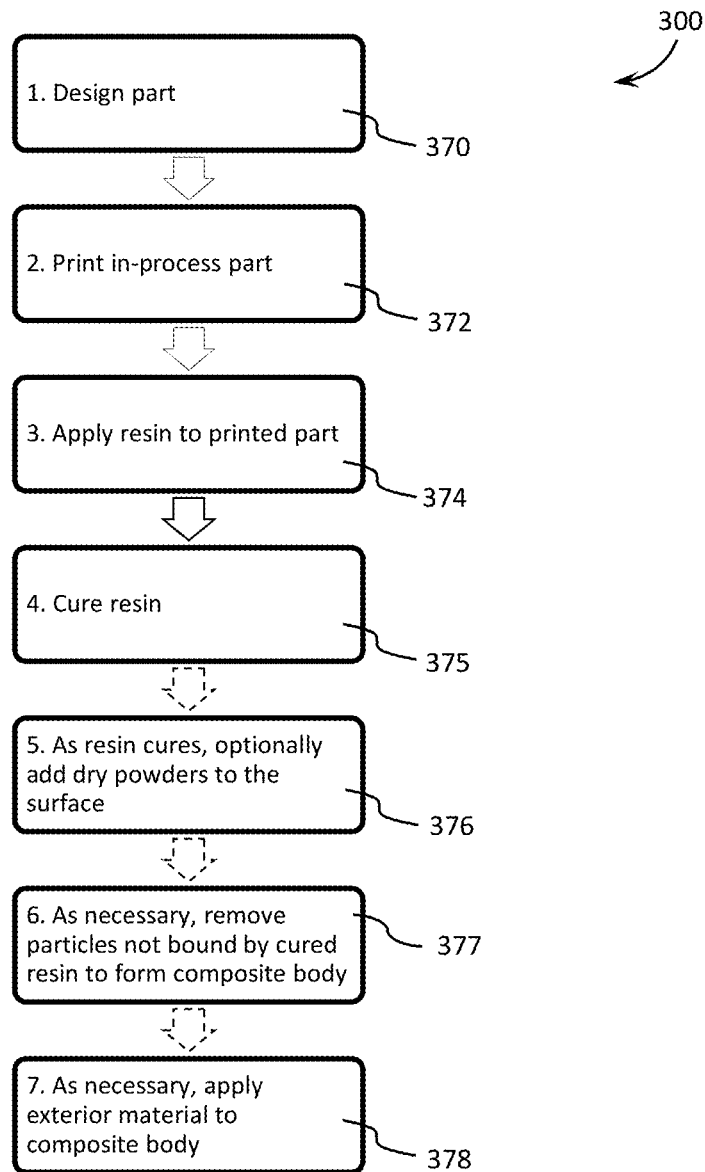 300
1. Design part
370
2. Print in-process part
372
3. Apply resin to printed part
374
4. Cure resin
375
5. As resin cures, optionally
add dry powders to the
surface
376
6. As necessary, remove
particles not bound by cured
resin to form composite body
377
7. As necessary, apply
exterior material to
composite body
378